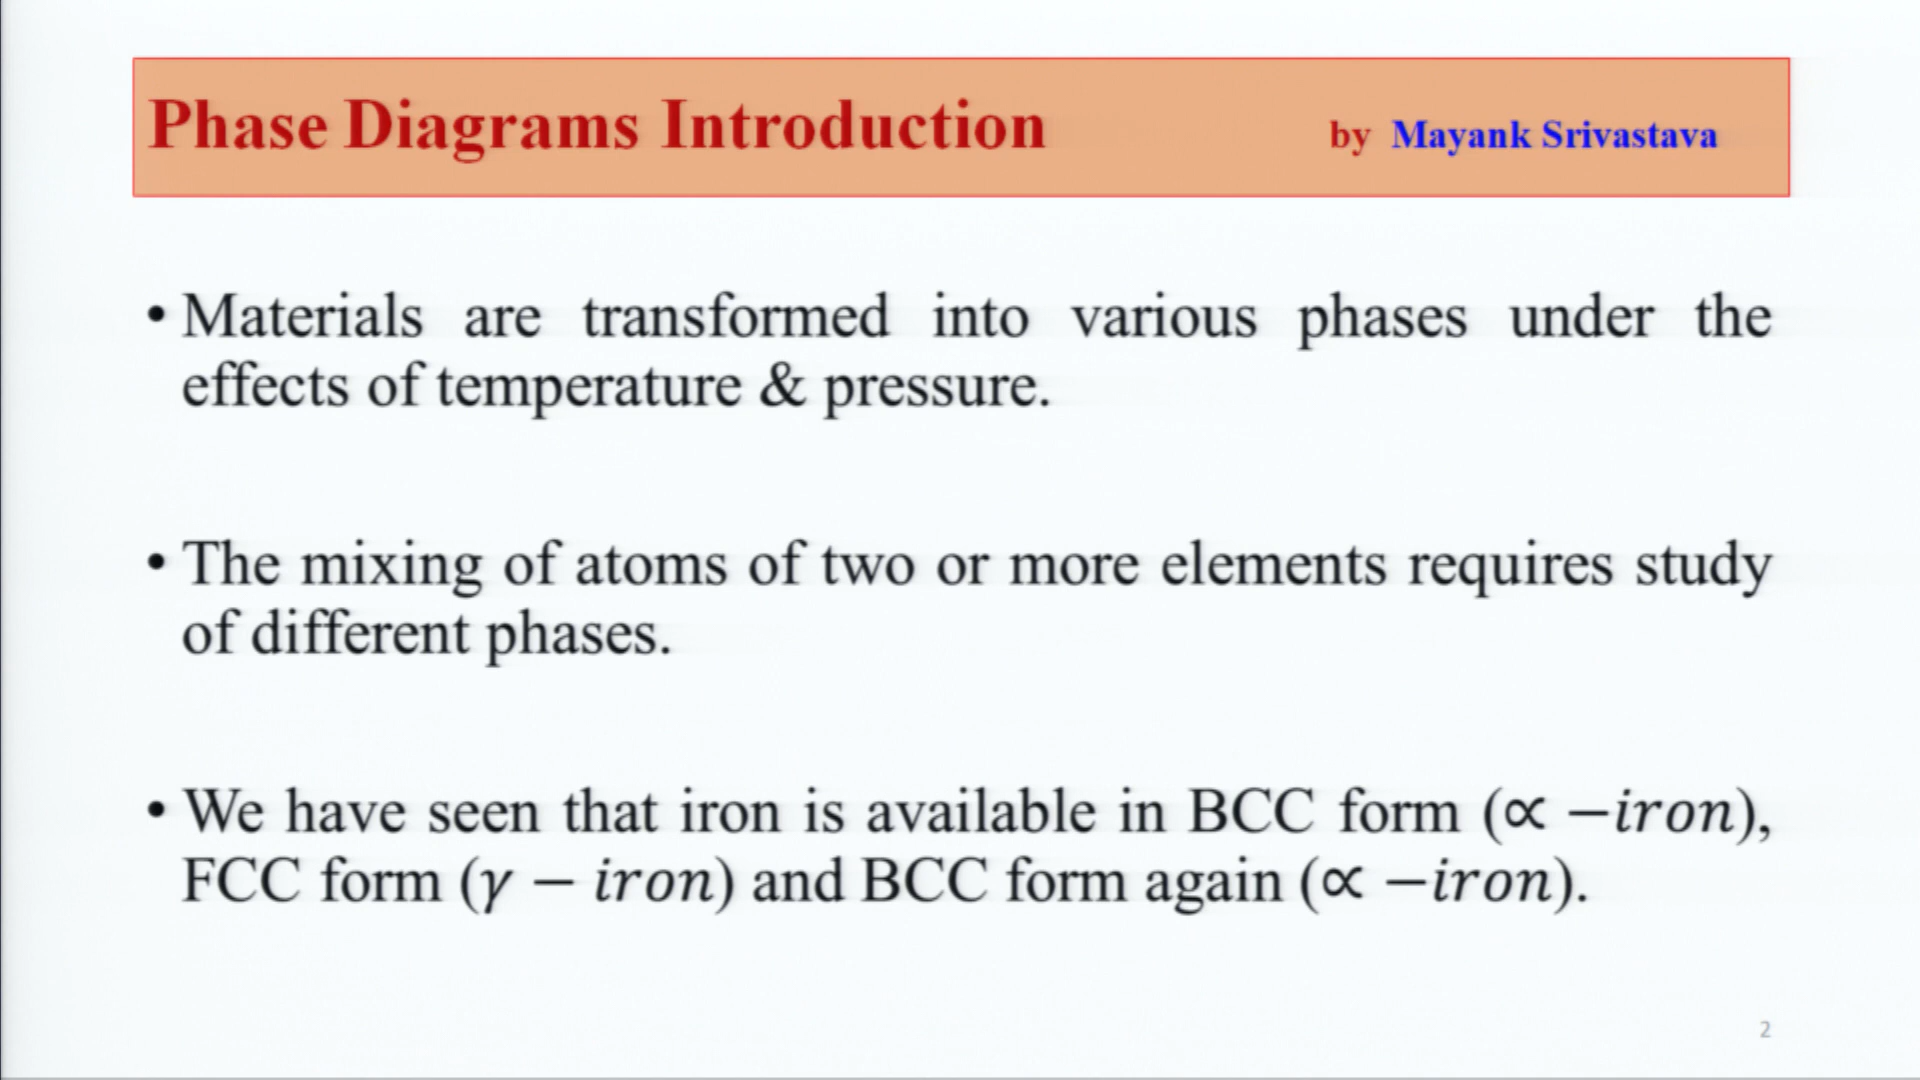 Phase Diagrams Introduction by Mayank Srivastava
• Materials are transformed into various phases under the
effects of temperature & pressure.
• The mixing of atoms of two or more elements requires study
of different phases.
• We have seen that iron is available in BCC form (∝ −iron),
FCC form (γ − iron) and BCC form again (∝ −iron).
2